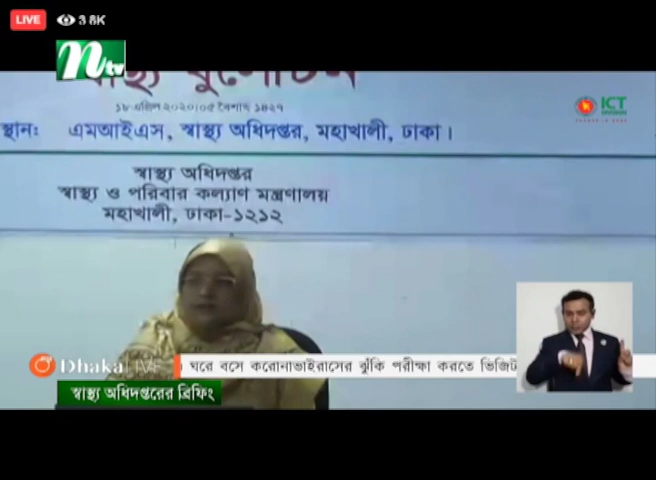 LIVE 3.8K
ntv
স্বাস্থ্য বুলেটিন
১৮ এপ্রিল ২০২০/০৫ বৈশাখ ১৪২৭
স্থান: এমআইএস, স্বাস্থ্য অধিদপ্তর, মহাখালী, ঢাকা।
ICT
স্বাস্থ্য অধিদপ্তর
স্বাস্থ্য ও পরিবার কল্যাণ মন্ত্রণালয়
মহাখালী, ঢাকা-১২১২
Dhaka LIVE
ঘরে বসে করোনাভাইরাসের ঝুঁকি পরীক্ষা করতে ভিজিট
স্বাস্থ্য অধিদপ্তরের ব্রিফিং